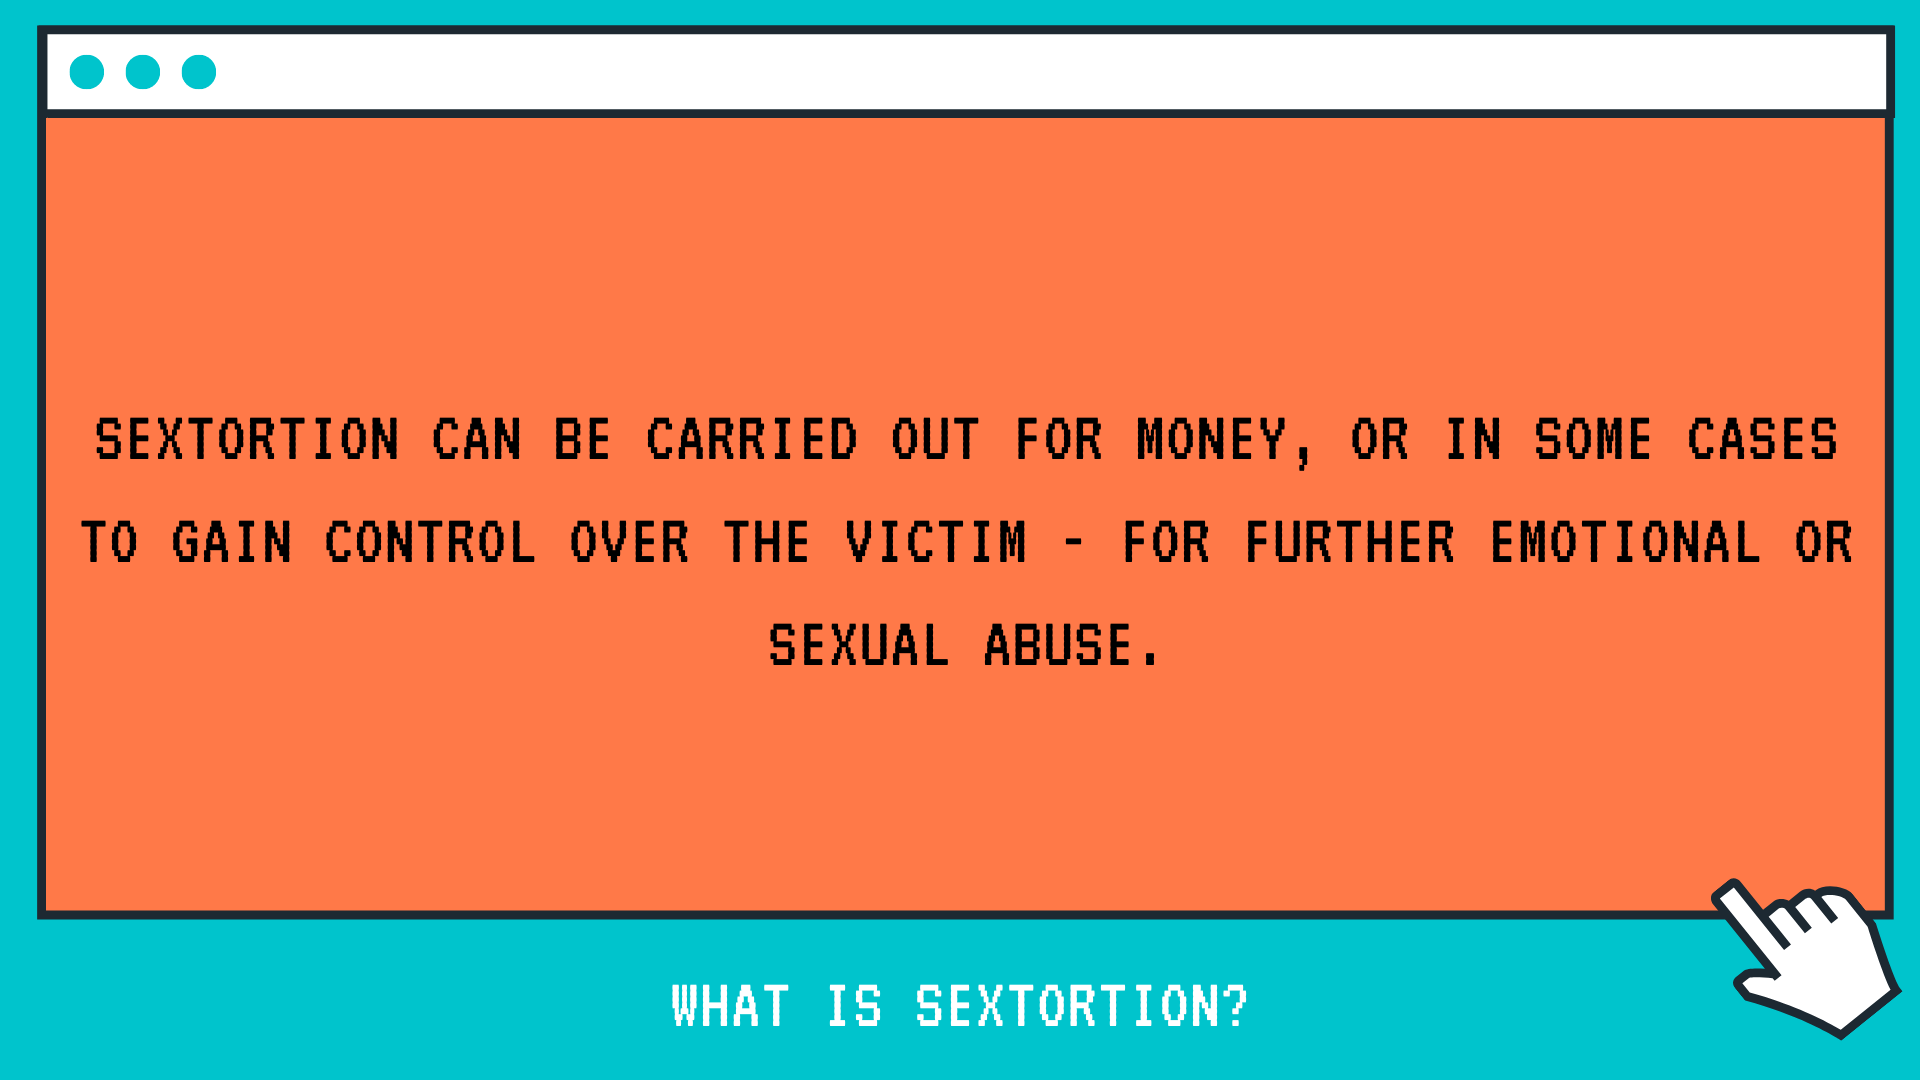 SEXTORTION CAN BE CARRIED OUT FOR MONEY, OR IN SOME CASES
TO GAIN CONTROL OVER THE VICTIM - FOR FURTHER EMOTIONAL OR
SEXUAL ABUSE.
WHAT IS SEXTORTION?